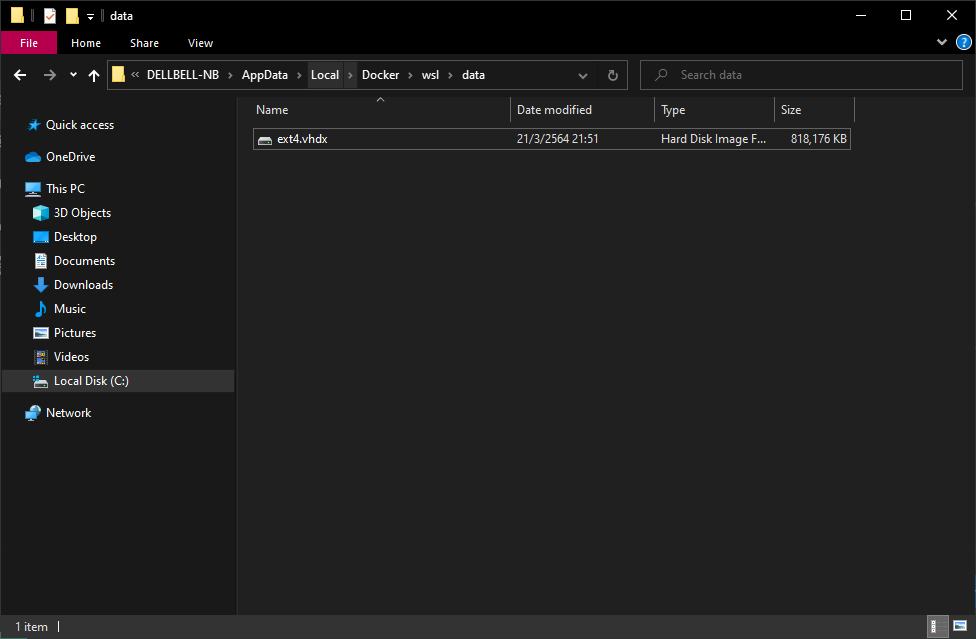 data
File Home Share View
« DELLBELL-NB > AppData > Local > Docker > wsl > data
Search data
Name Date modified Type Size
ext4.vhdx 21/3/2564 21:51 Hard Disk Image F... 818,176 KB
Quick access
OneDrive
This PC
3D Objects
Desktop
Documents
Downloads
Music
Pictures
Videos
Local Disk (C:)
Network
1 item